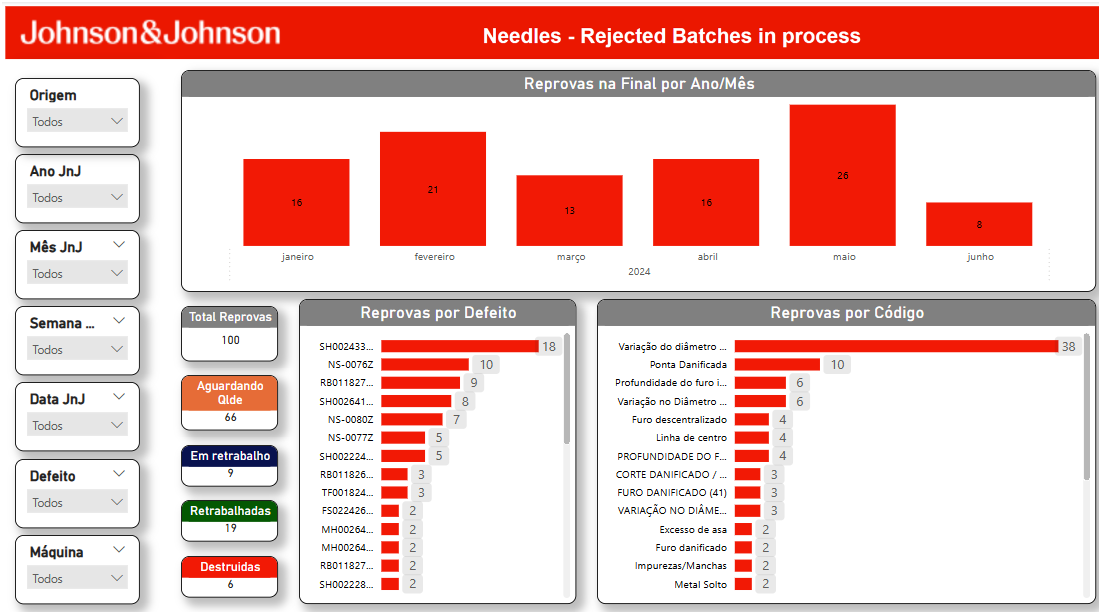 Johnson&Johnson
Needles - Rejected Batches in process
Origem
Todos
Ano JnJ
Todos
Mês JnJ
Todos
Semana ...
Todos
Data JnJ
Todos
Defeito
Todos
Máquina
Todos
Reprovas na Final por Ano/Mês
16
21
13
16
26
8
janeiro
fevereiro
março
abril
maio
junho
2024
Total Reprovas
100
Aguardando
Qlde
66
Em retrabalho
9
Retrabalhadas
19
Destruidas
6
Reprovas por Defeito
SH002433... 18
NS-0076Z 10
RB011827... 9
SH002641... 8
NS-0080Z 7
NS-0077Z 5
SH002224... 5
RB011826... 3
TF001824... 3
FS022426... 2
MH00264... 2
MH00264... 2
RB011827... 2
SH002228... 2
Reprovas por Código
Variação do diâmetro ... 38
Ponta Danificada 10
Profundidade do furo i... 6
Variação no Diâmetro ... 6
Furo descentralizado 4
Linha de centro 4
PROFUNDIDADE DO F... 4
CORTE DANIFICADO / ... 3
FURO DANIFICADO (41) 3
VARIAÇÃO NO DIÂME... 3
Excesso de asa 2
Furo danificado 2
Impurezas/Manchas 2
Metal Solto 2